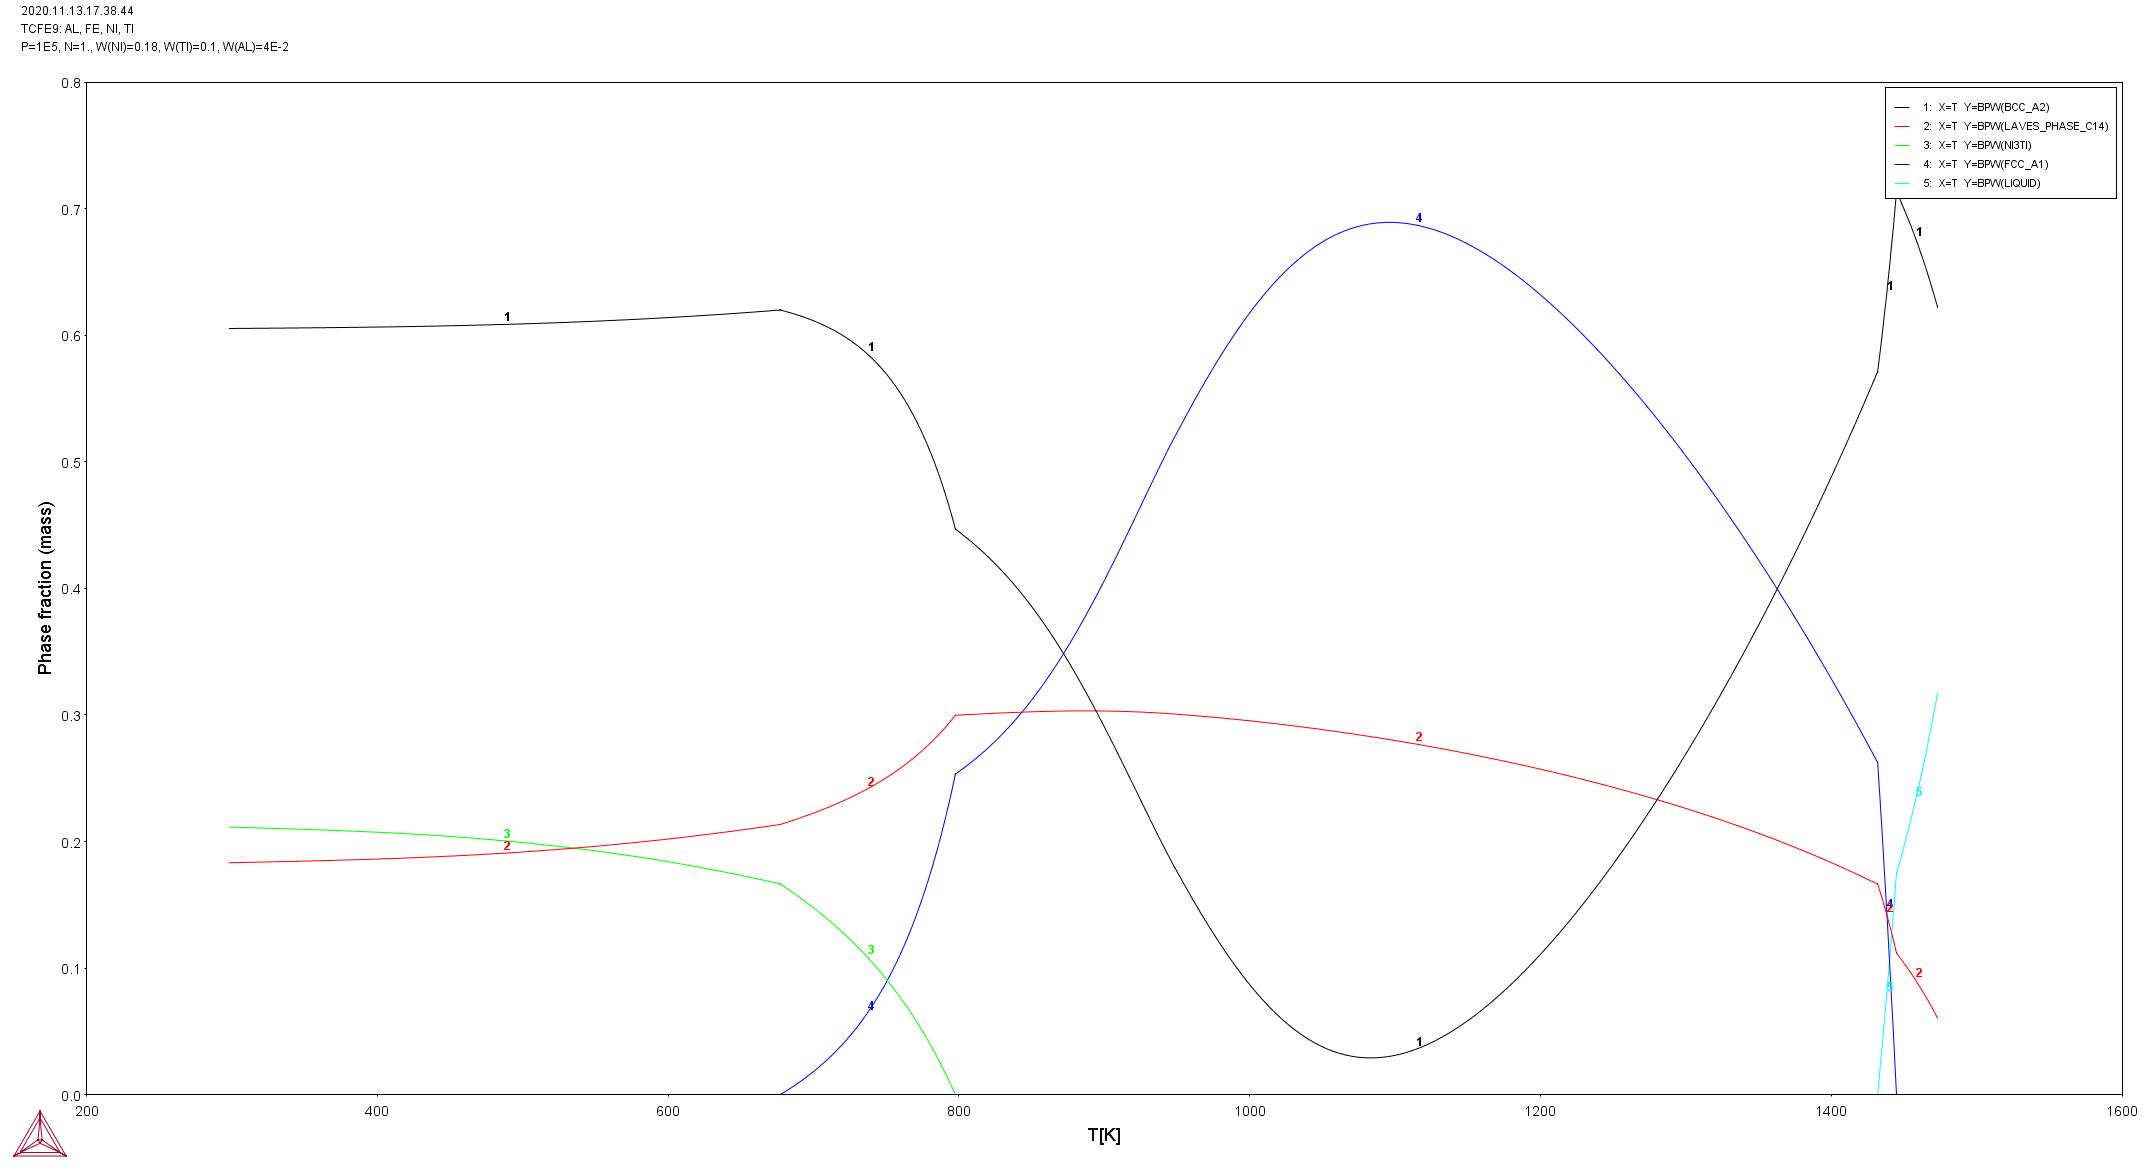 2020.11.13.17.38.44
TCFE9: AL, FE, NI, TI
P=1E5, N=1., W(NI)=0.18, W(TI)=0.1, W(AL)=4E-2
0.8
1: X=T Y=BPW(BCC_A2)
2: X=T Y=BPW(LAVES_PHASE_C14)
3: X=T Y=BPW(NI3TI)
4: X=T Y=BPW(FCC_A1)
5: X=T Y=BPW(LIQUID)
0.7
4
1
1
0.6
1
1
0.5
Phase fraction (mass)
0.4
0.3
2
2
5
0.2
3
2
4
2
0.1
3
2
5
4
1
0.0
200 400 600 800 1000 1200 1400 1600
T[K]